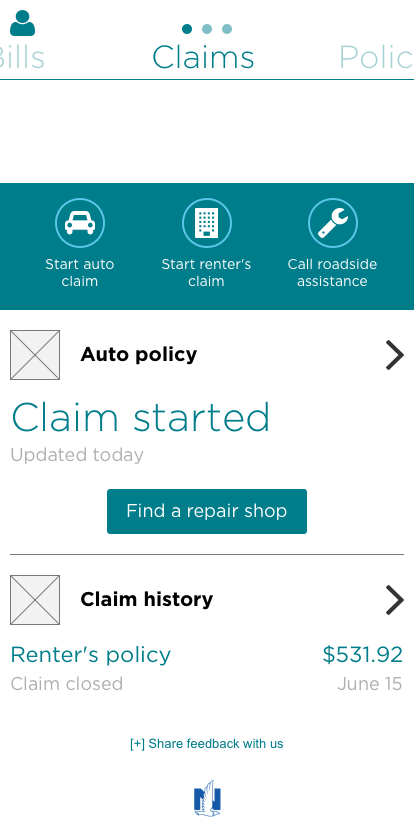 Bills
Claims
Polic
Start auto
claim
Start renter's
claim
Call roadside
assistance
Auto policy
Claim started
Updated today
Find a repair shop
Claim history
Renter's policy $531.92
Claim closed June 15
[+] Share feedback with us
N